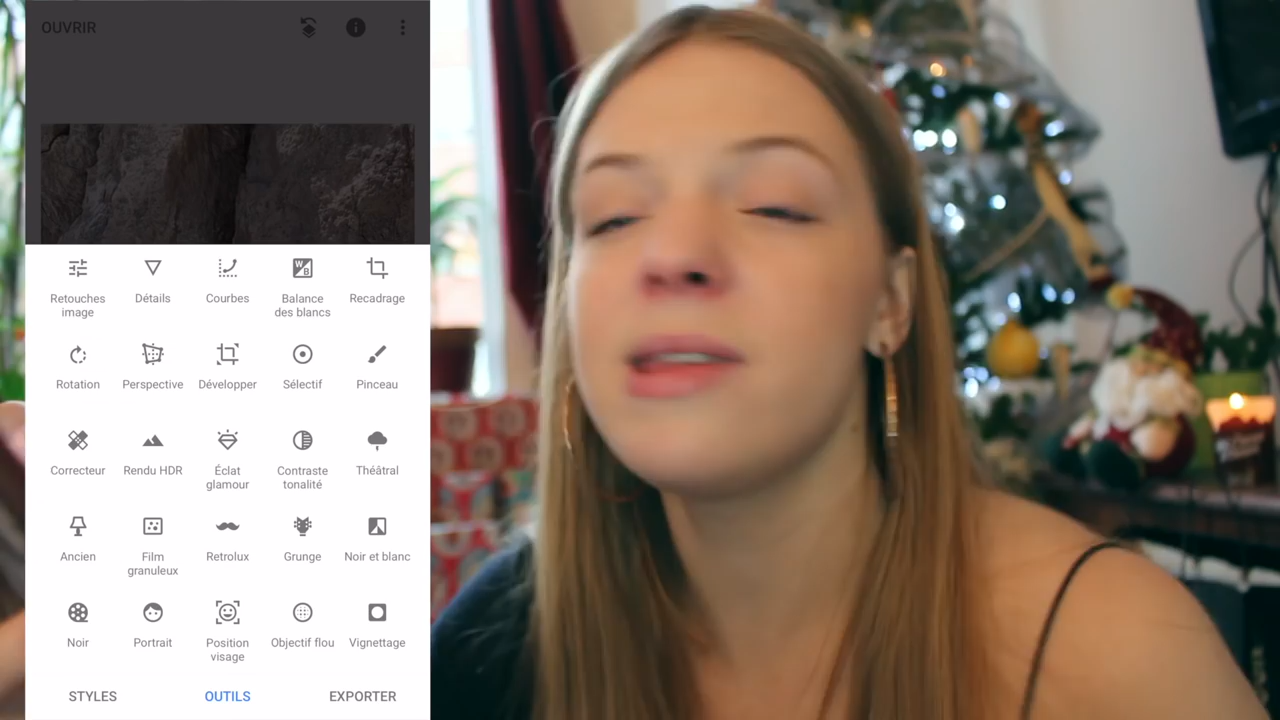 OUVRIR
Retouches
image
Détails
Courbes
Balance
des blancs
Recadrage
Rotation
Perspective
Développer
Sélectif
Pinceau
Correcteur
Rendu HDR
Éclat
glamour
Contraste
tonalité
Théâtral
Ancien
Film
granuleux
Retrolux
Grunge
Noir et blanc
Noir
Portrait
Position
visage
Objectif flou
Vignettage
STYLES
OUTILS
EXPORTER